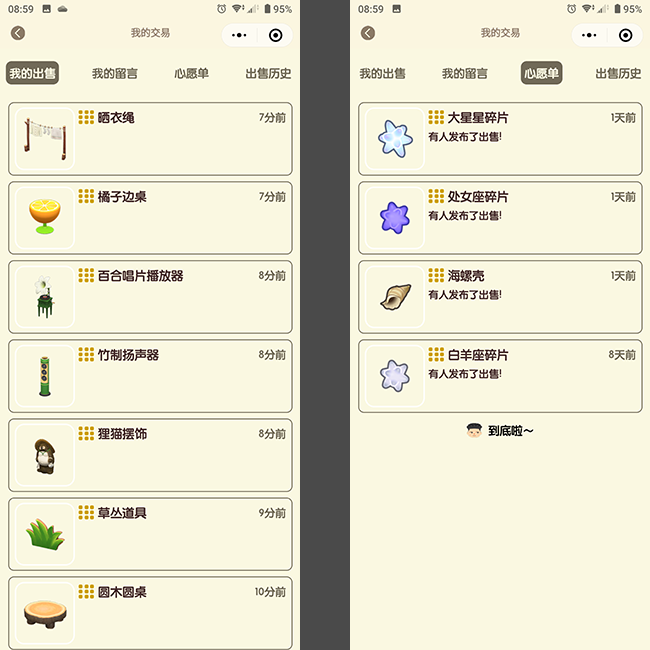 08:59
95%
我的交易
我的出售
我的留言
心愿单
出售历史
晒衣绳
7分前
橘子边桌
7分前
百合唱片播放器
8分前
竹制扬声器
8分前
狸猫摆饰
8分前
草丛道具
9分前
圆木圆桌
10分前
08:59
95%
我的交易
我的出售
我的留言
心愿单
出售历史
大星星碎片
1天前
有人发布了出售!
处女座碎片
1天前
有人发布了出售!
海螺壳
1天前
有人发布了出售!
白羊座碎片
8天前
有人发布了出售!
到底啦～